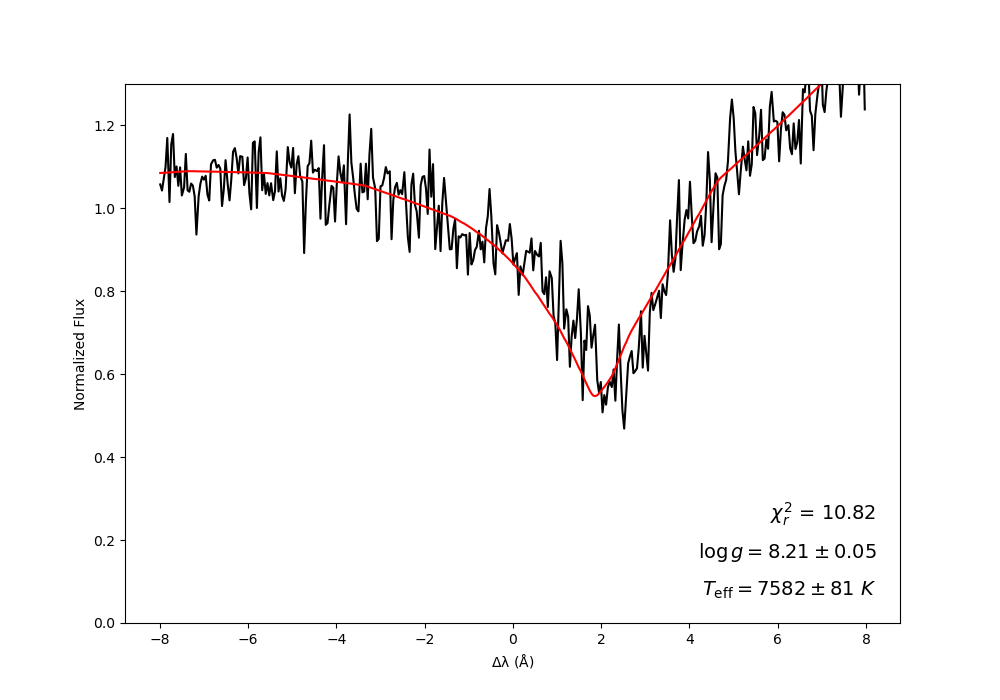 1.2
1.0
0.8
0.6
0.4
0.2
0.0
Normalized Flux
χ²ᵣ = 10.82
log g = 8.21 ± 0.05
T_eff = 7582 ± 81 K
−8 −6 −4 −2 0 2 4 6 8
Δλ (Å)